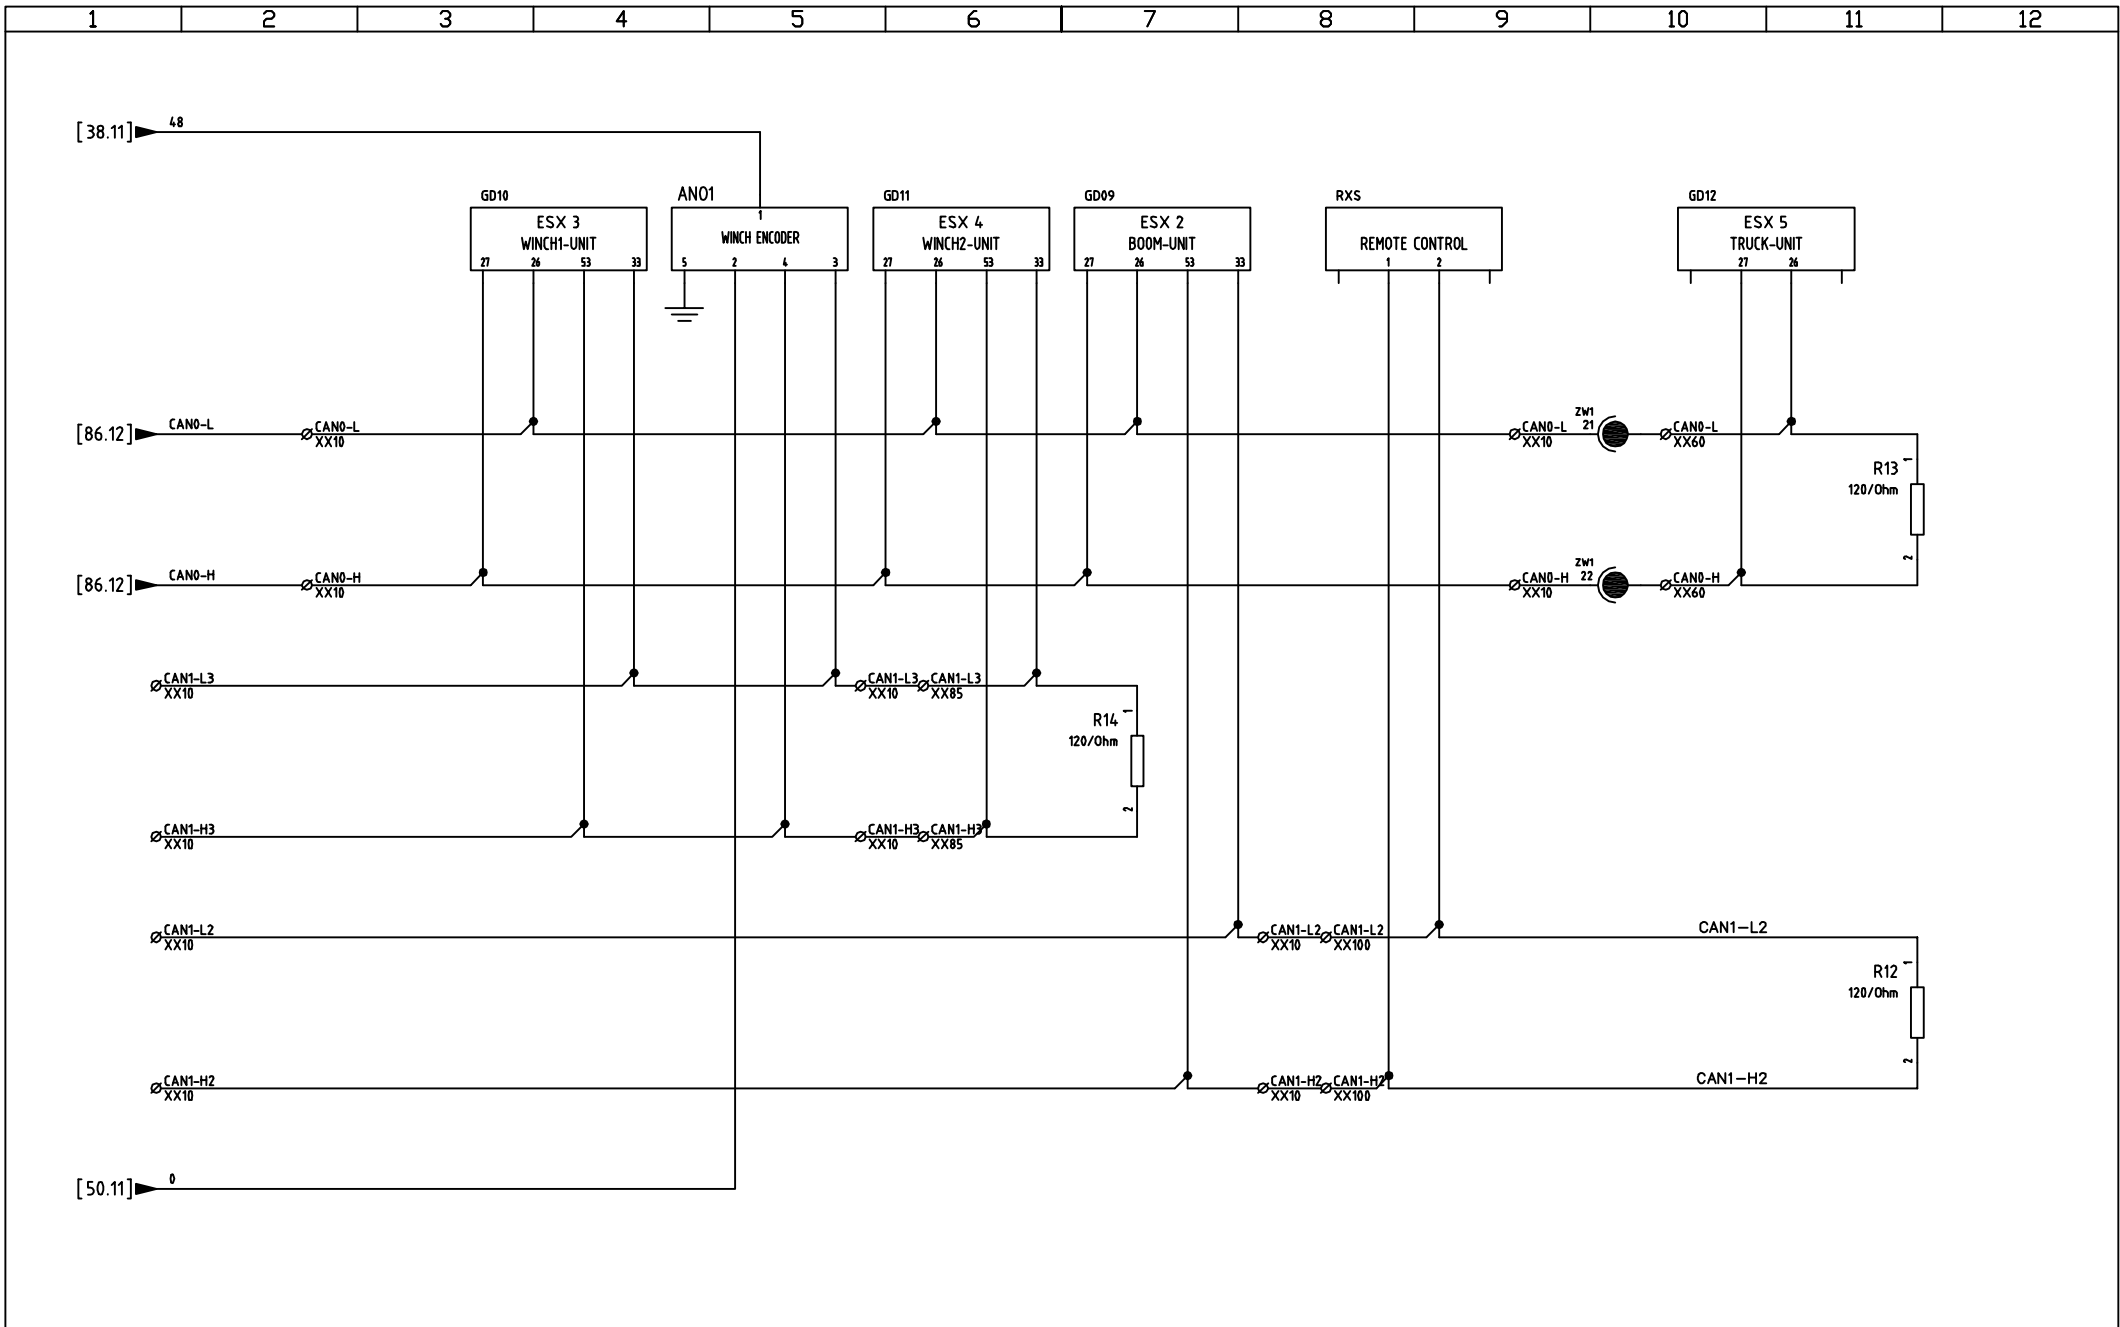 1 2 3 4 5 6 7 8 9 10 11 12
[38.11] 48
GD10 AN01 GD11 GD09 RXS GD12
1
ESX 3 ESX 4 ESX 2 ESX 5
WINCH1-UNIT WINCH ENCODER WINCH2-UNIT BOOM-UNIT REMOTE CONTROL TRUCK-UNIT
27 26 53 33 5 2 4 3 27 26 53 33 27 26 53 33 1 2 27 26
ZW1
[86.12] CAN0-L CAN0-L CAN0-L 21 CAN0-L
XX10 XX10 XX60
R13 1
120/Ohm
2
ZW1
[86.12] CAN0-H CAN0-H CAN0-H 22 CAN0-H
XX10 XX10 XX60
CAN1-L3 CAN1-L3 CAN1-L3
XX10 XX10 XX85
R14 1
120/Ohm
2
CAN1-H3 CAN1-H3 CAN1-H3
XX10 XX10 XX85
CAN1-L2 CAN1-L2 CAN1-L2 CAN1-L2
XX10 XX10 XX100
R12 1
120/Ohm
2
CAN1-H2 CAN1-H2 CAN1-H2 CAN1-H2
XX10 XX10 XX100
[50.11] 0